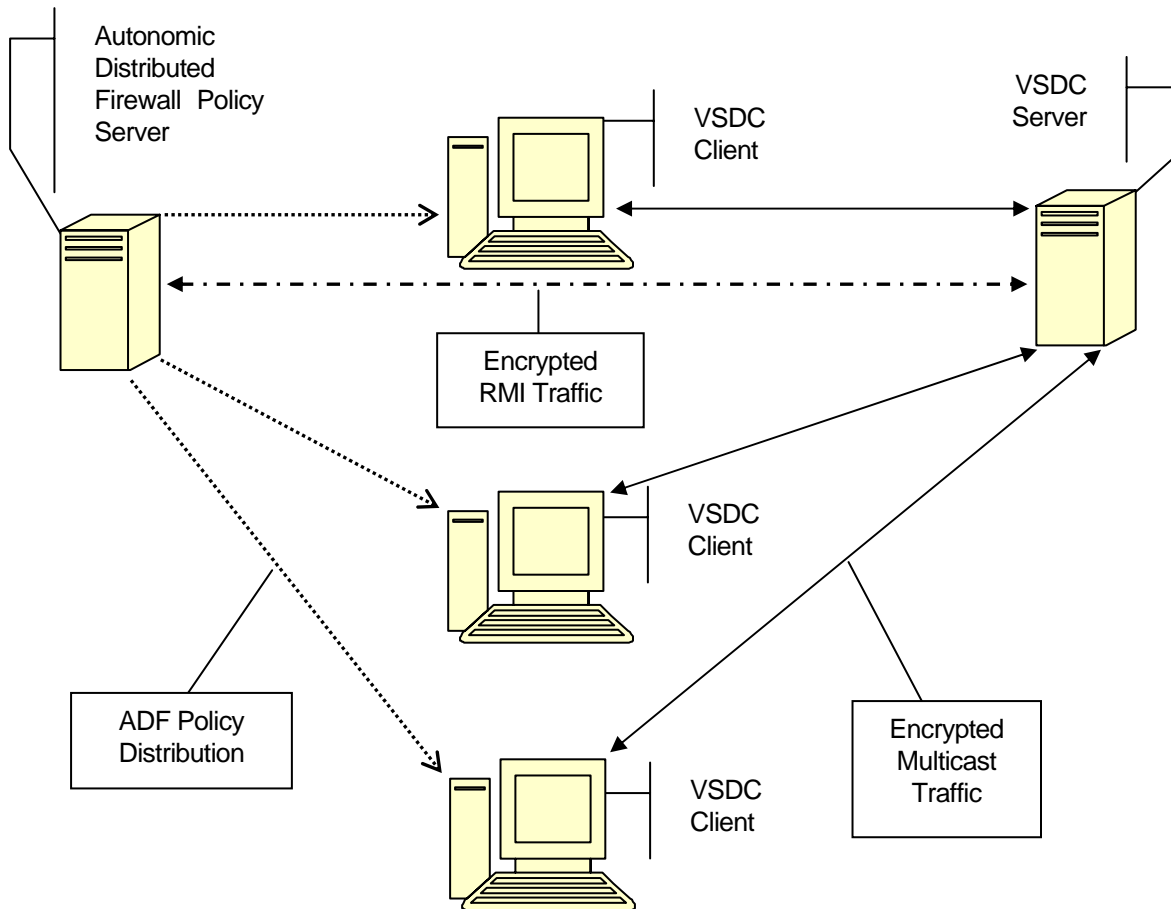 Autonomic
Distributed
Firewall Policy
Server
VSDC
Client
VSDC
Server
Encrypted
RMI Traffic
VSDC
Client
ADF Policy
Distribution
Encrypted
Multicast
Traffic
VSDC
Client